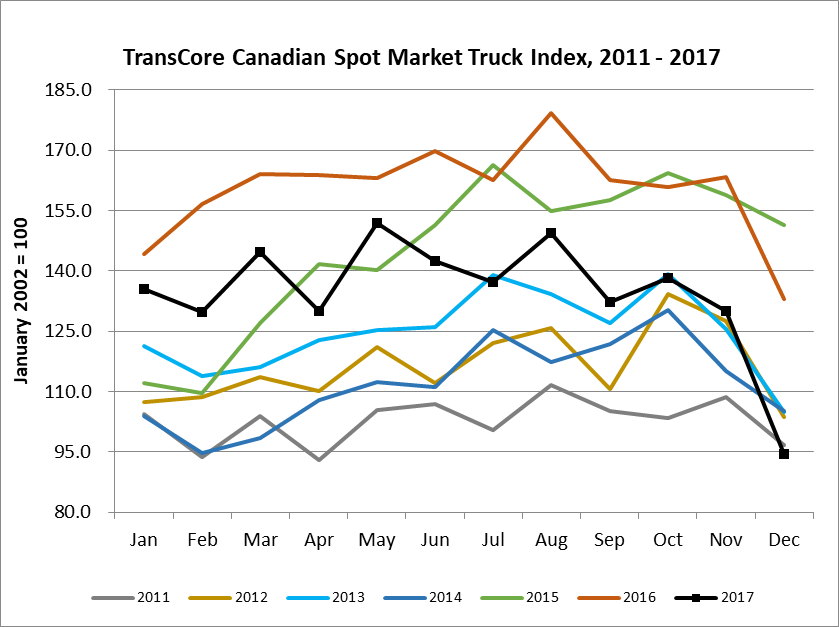 TransCore Canadian Spot Market Truck Index, 2011 - 2017
185.0
170.0
155.0
140.0
125.0
110.0
95.0
80.0
January 2002 = 100
Jan Feb Mar Apr May Jun Jul Aug Sep Oct Nov Dec
2011 2012 2013 2014 2015 2016 2017